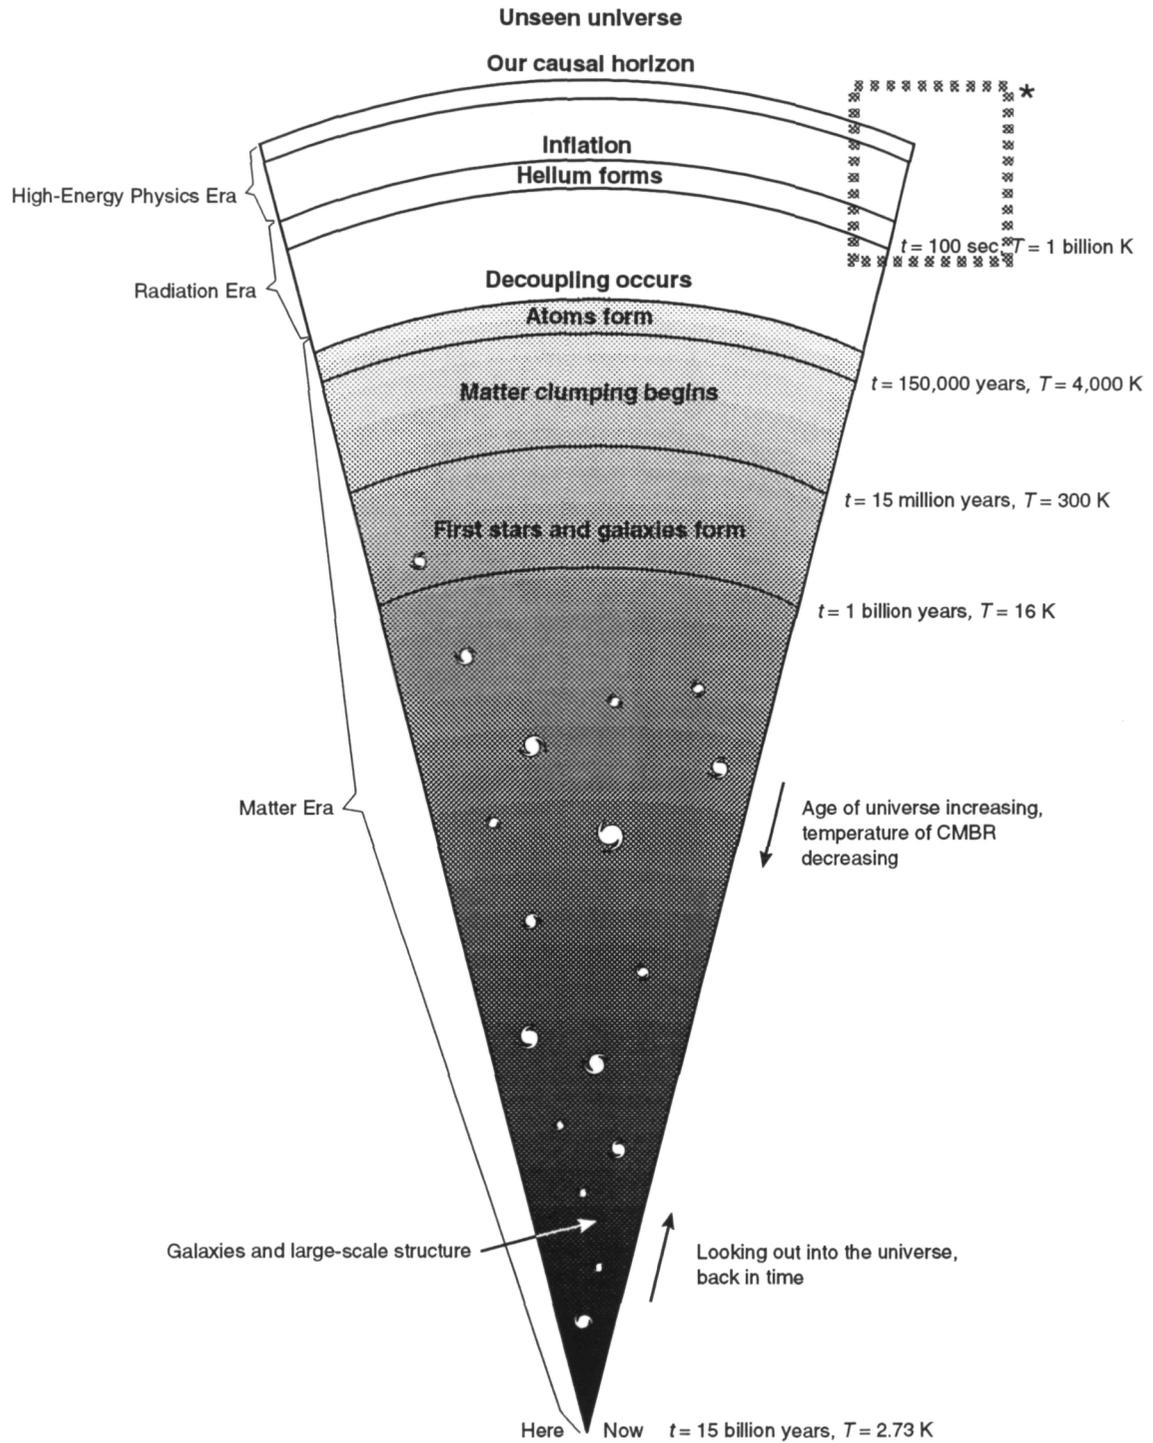 Unseen universe
Our causal horizon
*
Inflation
Helium forms
High-Energy Physics Era
t = 100 sec, T = 1 billion K
Decoupling occurs
Radiation Era
Atoms form
t = 150,000 years, T = 4,000 K
Matter clumping begins
t = 15 million years, T = 300 K
First stars and galaxies form
t = 1 billion years, T = 16 K
Matter Era
Age of universe increasing,
temperature of CMBR
decreasing
Galaxies and large-scale structure
Looking out into the universe,
back in time
Here Now t = 15 billion years, T = 2.73 K